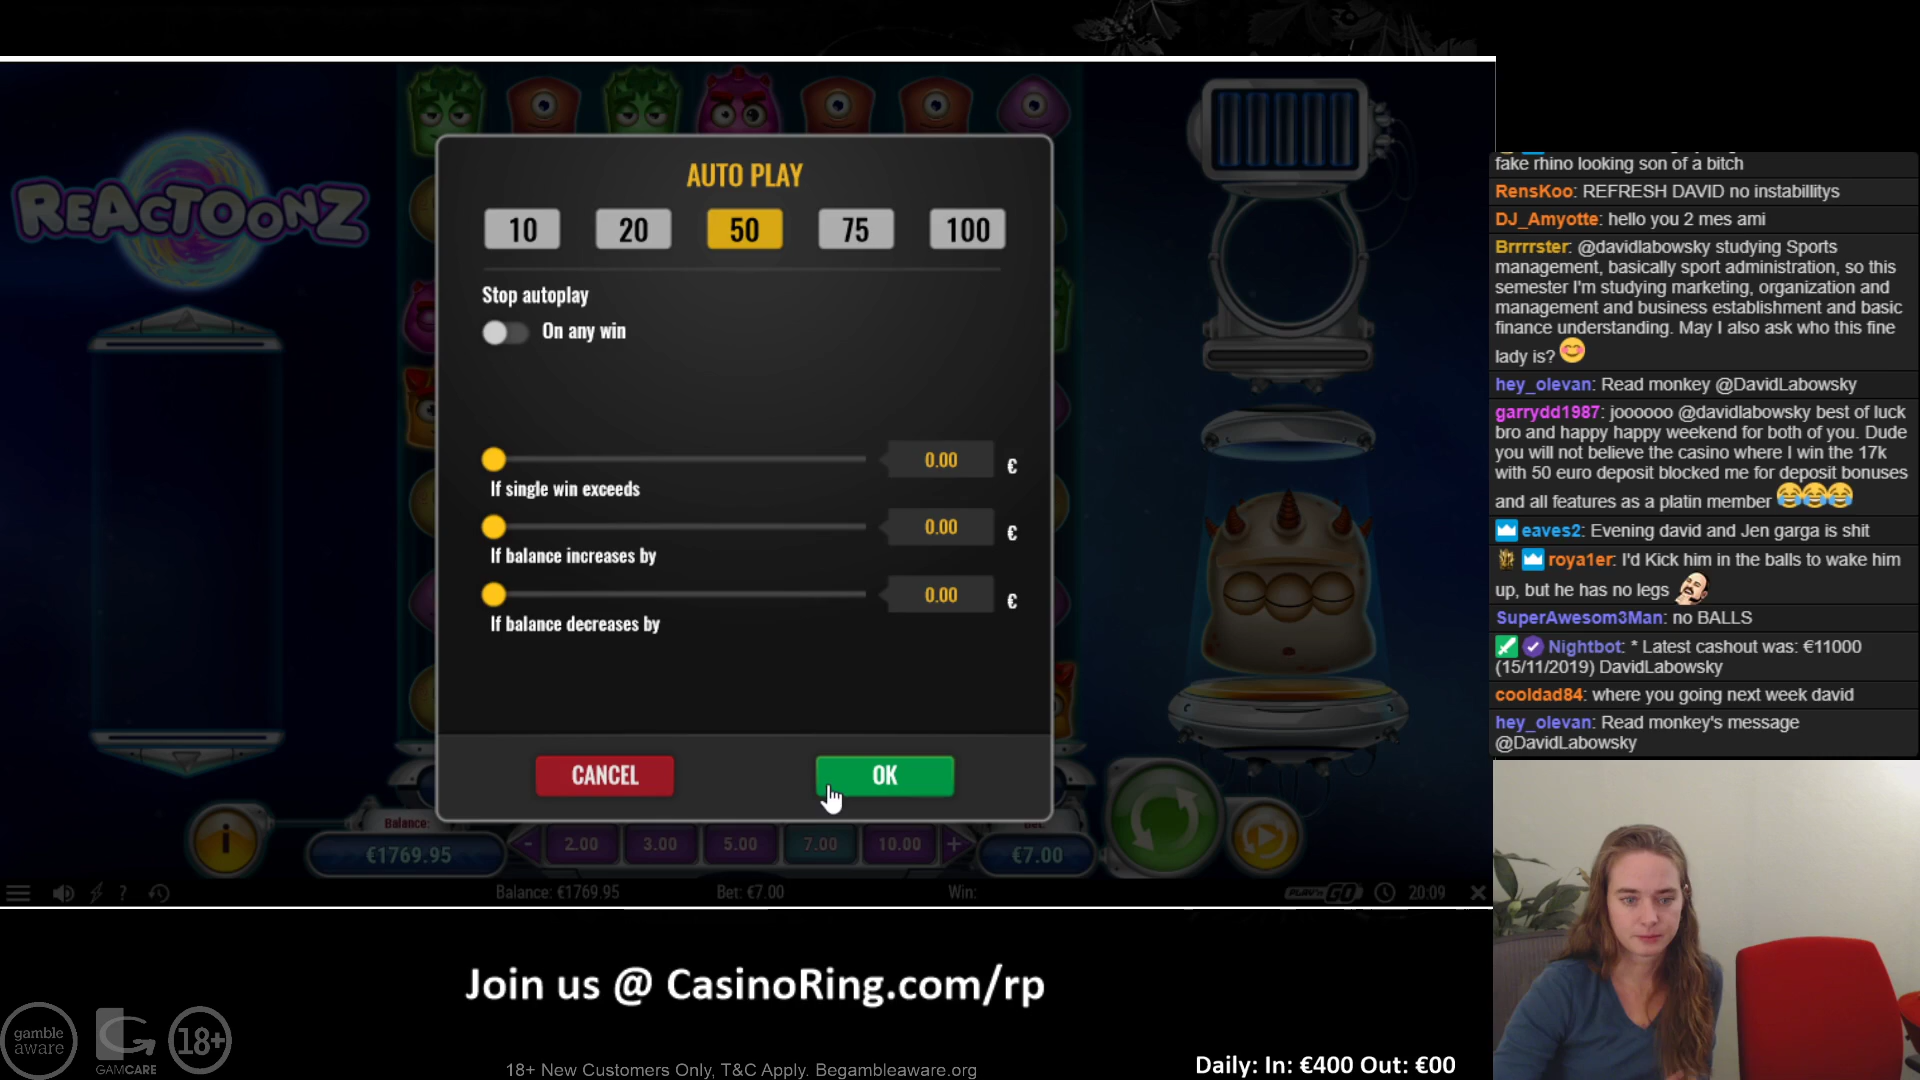 REACTOONZ
AUTO PLAY
10 20 50 75 100
Stop autoplay
On any win
0.00 €
If single win exceeds
0.00 €
If balance increases by
0.00 €
If balance decreases by
CANCEL OK
Balance:
€1769.95
- 2.00 3.00 5.00 7.00 10.00 +
€7.00
Balance: €1769.95 Bet: €7.00 Win: PLAY'n GO 20:09
Join us @ CasinoRing.com/rp
gamble
aware
GAMCARE
18+
18+ New Customers Only, T&C Apply. Begambleaware.org
Daily: In: €400 Out: €00
fake rhino looking son of a bitch
RensKoo: REFRESH DAVID no instabillitys
DJ_Amyotte: hello you 2 mes ami
Brrrrster: @davidlabowsky studying Sports
management, basically sport administration, so this
semester I'm studying marketing, organization and
management and business establishment and basic
finance understanding. May I also ask who this fine
lady is?
hey_olevan: Read monkey @DavidLabowsky
garrydd1987: joooooo @davidlabowsky best of luck
bro and happy happy weekend for both of you. Dude
you will not believe the casino where I win the 17k
with 50 euro deposit blocked me for deposit bonuses
and all features as a platin member
eaves2: Evening david and Jen garga is shit
roya1er: I'd Kick him in the balls to wake him
up, but he has no legs
SuperAwesom3Man: no BALLS
Nightbot: * Latest cashout was: €11000
(15/11/2019) DavidLabowsky
cooldad84: where you going next week david
hey_olevan: Read monkey's message
@DavidLabowsky